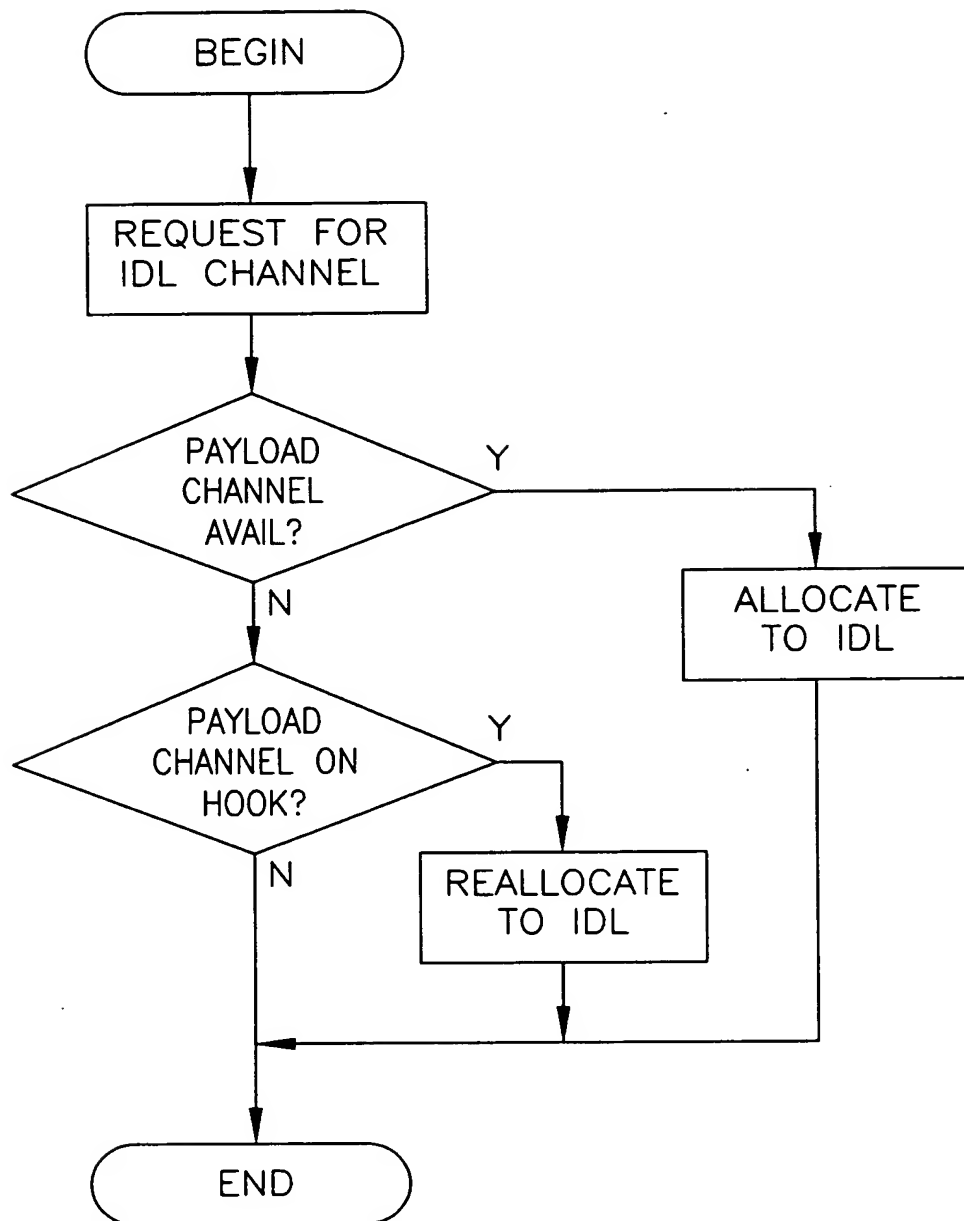 BEGIN
REQUEST FOR
IDL CHANNEL
PAYLOAD
CHANNEL
AVAIL?
Y
N
ALLOCATE
TO IDL
PAYLOAD
CHANNEL ON
HOOK?
Y
N
REALLOCATE
TO IDL
END